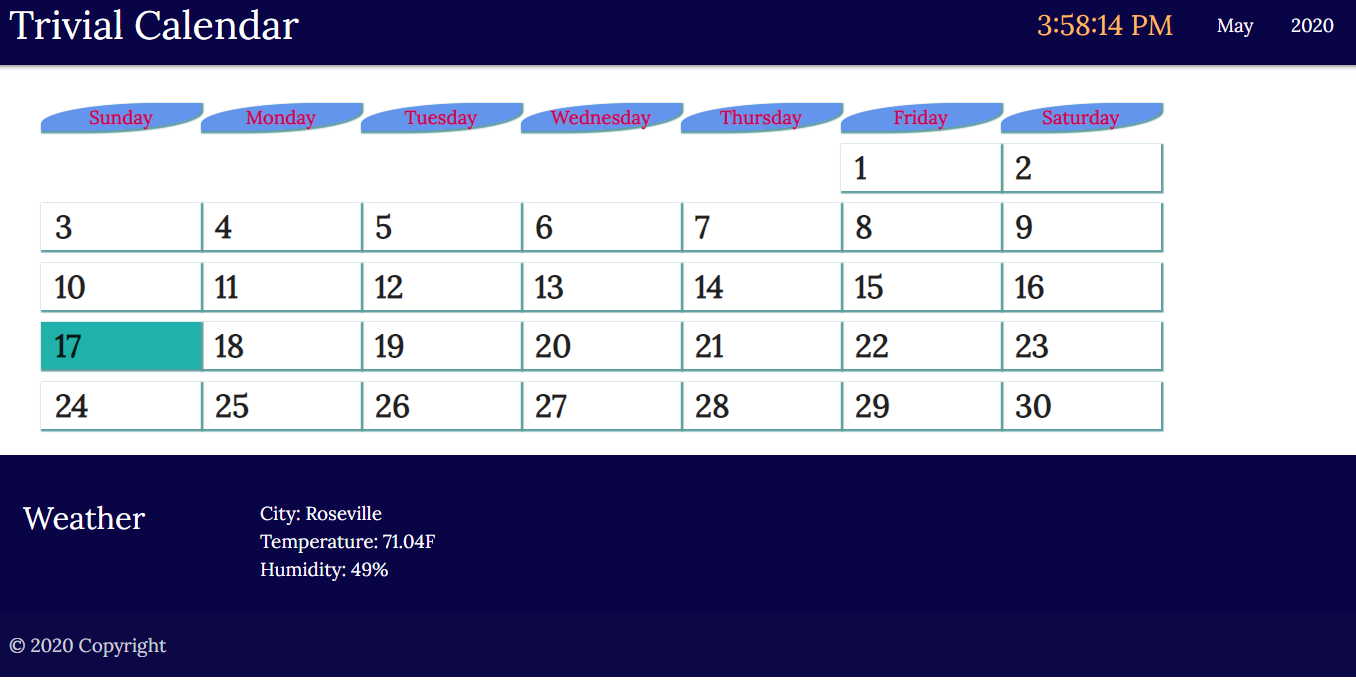 Trivial Calendar 3:58:14 PM May 2020
Sunday Monday Tuesday Wednesday Thursday Friday Saturday
1 2
3 4 5 6 7 8 9
10 11 12 13 14 15 16
17 18 19 20 21 22 23
24 25 26 27 28 29 30
Weather City: Roseville
Temperature: 71.04F
Humidity: 49%
© 2020 Copyright